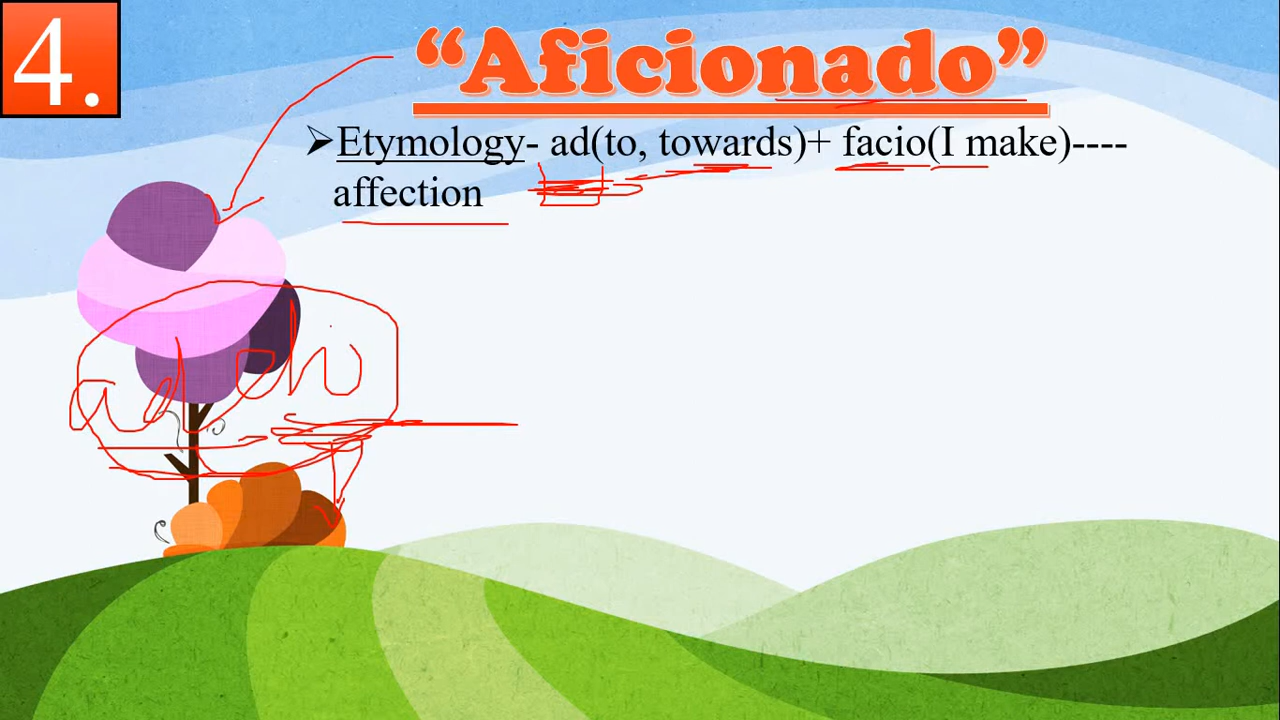 4.
“Aficionado”
➢Etymology- ad(to, towards)+ facio(I make)----
affection